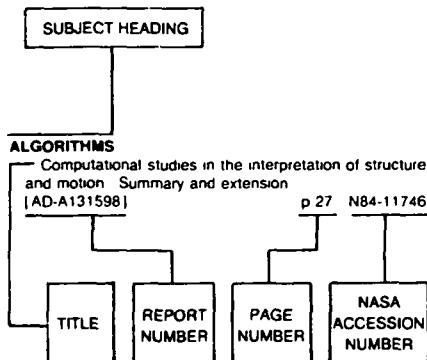 SUBJECT HEADING
ALGORITHMS
Computational studies in the interpretation of structure
and motion Summary and extension
[AD-A131598] p 27 N84-11746
TITLE
REPORT
NUMBER
PAGE
NUMBER
NASA
ACCESSION
NUMBER